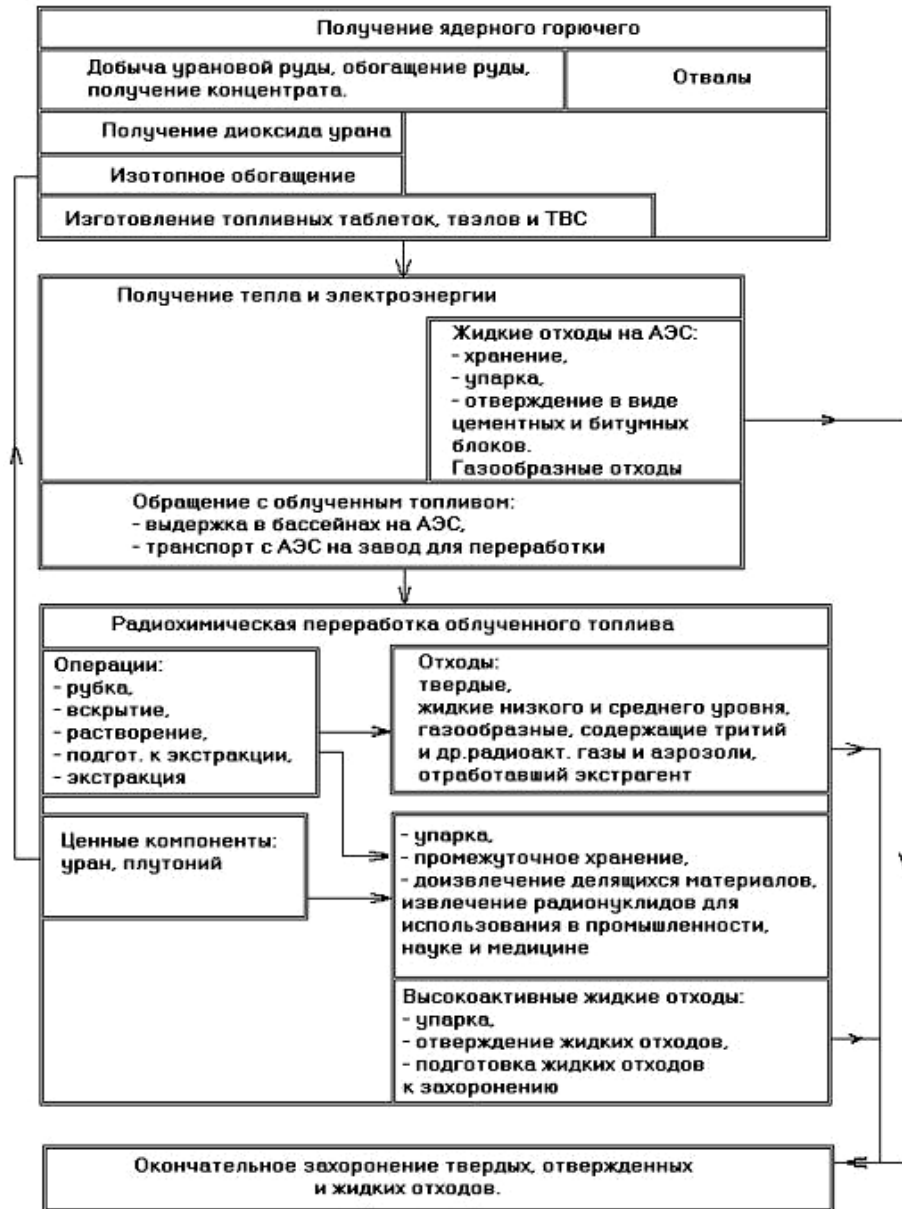 Получение ядерного горючего
Добыча урановой руды, обогащение руды,
получение концентрата.
Отвалы
Получение диоксида урана
Изотопное обогащение
Изготовление топливных таблеток, твэлов и ТВС
Получение тепла и электроэнергии
Жидкие отходы на АЭС:
- хранение,
- упарка,
- отверждение в виде
цементных и битумных
блоков.
Газообразные отходы
Обращение с облученным топливом:
- выдержка в бассейнах на АЭС,
- транспорт с АЭС на завод для переработки
Радиохимическая переработка облученного топлива
Операции:
- рубка,
- вскрытие,
- растворение,
- подгот. к экстракции,
- экстракция
Отходы:
твердые,
жидкие низкого и среднего уровня,
газообразные, содержащие тритий
и др.радиоакт. газы и аэрозоли,
отработавший экстрагент
Ценные компоненты:
уран, плутоний
- упарка,
- промежуточное хранение,
- доизвлечение делящихся материалов,
извлечение радионуклидов для
использования в промышленности,
науке и медицине
Высокоактивные жидкие отходы:
- упарка,
- отверждение жидких отходов,
- подготовка жидких отходов
к захоронению
Окончательное захоронение твердых, отвержденных
и жидких отходов.